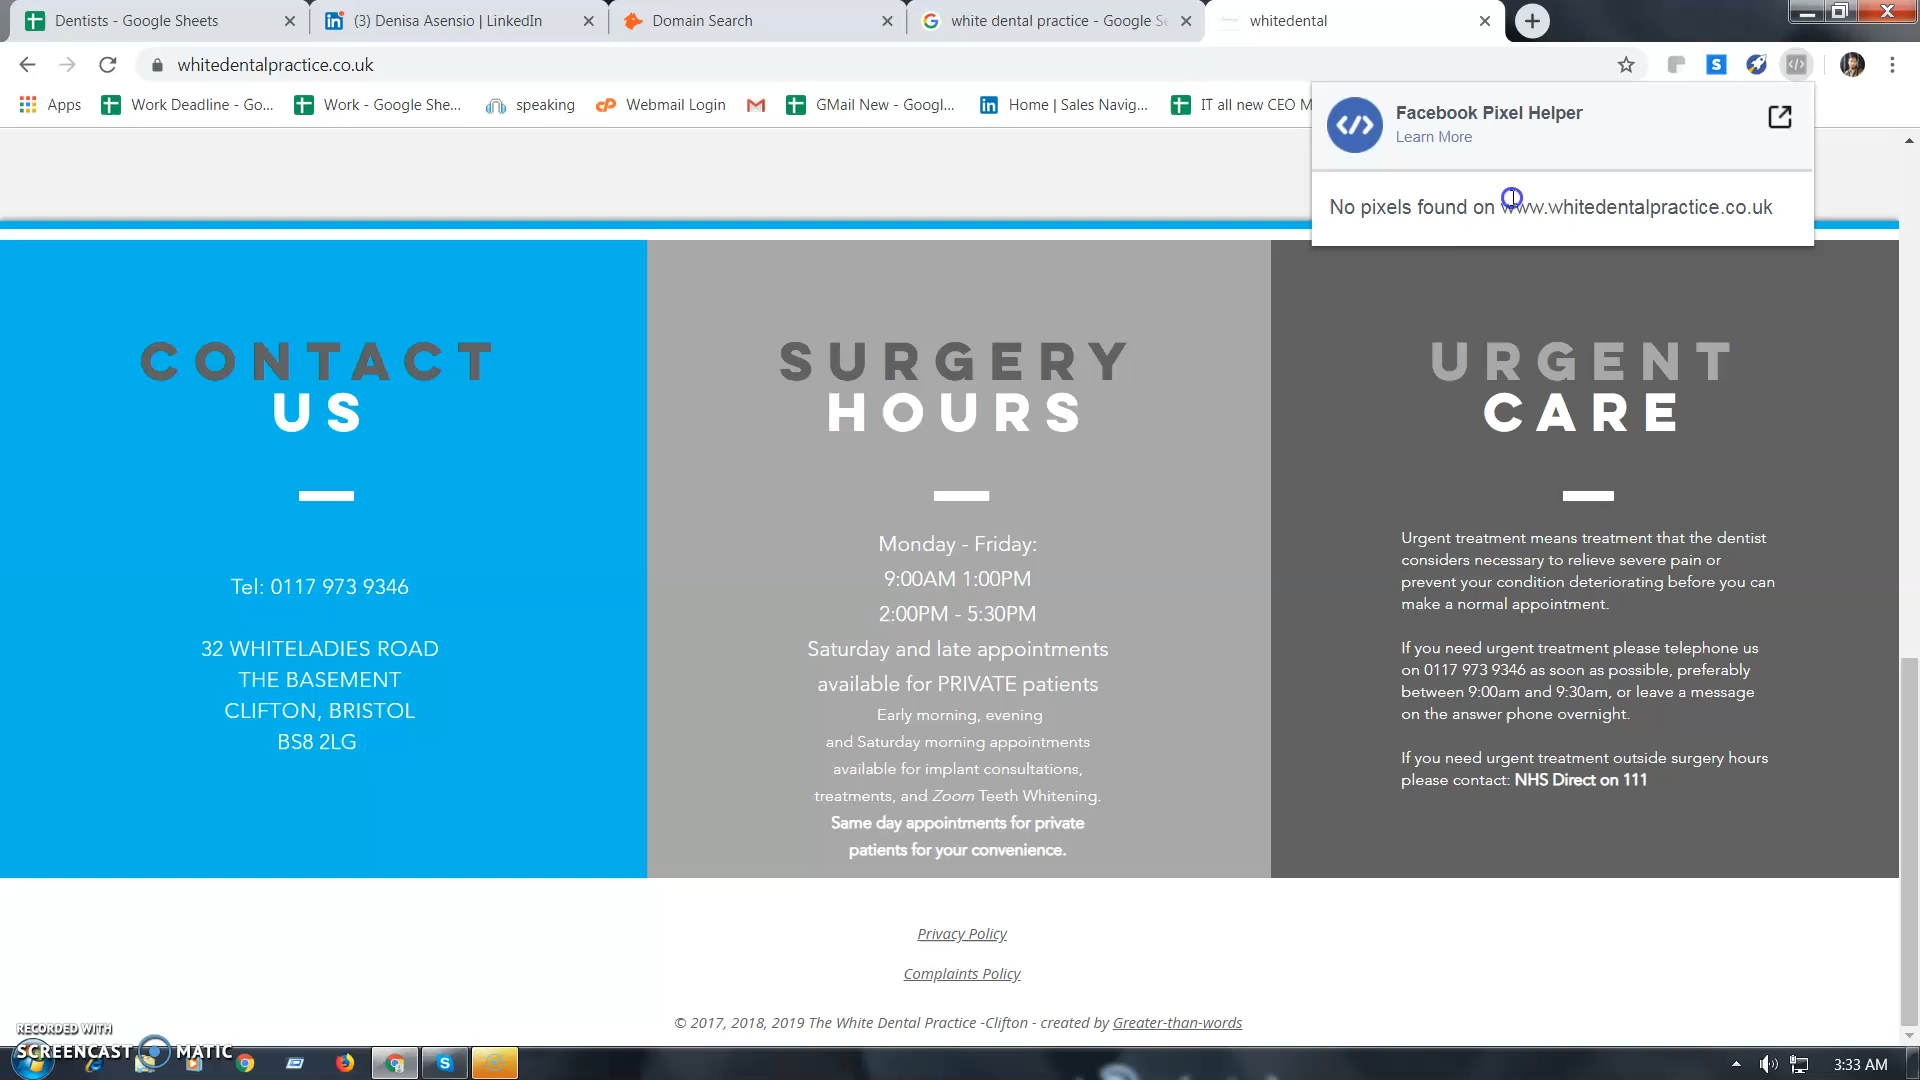 Dentists - Google Sheets
(3) Denisa Asensio | LinkedIn
Domain Search
white dental practice - Google Se
whitedental
whitedentalpractice.co.uk
Apps
Work Deadline - Go...
Work - Google She...
speaking
Webmail Login
GMail New - Googl...
Home | Sales Navig...
IT all new CEO M
Facebook Pixel Helper
Learn More
No pixels found on www.whitedentalpractice.co.uk
CONTACT
US
Tel: 0117 973 9346
32 WHITELADIES ROAD
THE BASEMENT
CLIFTON, BRISTOL
BS8 2LG
SURGERY
HOURS
Monday - Friday:
9:00AM 1:00PM
2:00PM - 5:30PM
Saturday and late appointments
available for PRIVATE patients
Early morning, evening
and Saturday morning appointments
available for implant consultations,
treatments, and Zoom Teeth Whitening.
Same day appointments for private
patients for your convenience.
URGENT
CARE
Urgent treatment means treatment that the dentist
considers necessary to relieve severe pain or
prevent your condition deteriorating before you can
make a normal appointment.
If you need urgent treatment please telephone us
on 0117 973 9346 as soon as possible, preferably
between 9:00am and 9:30am, or leave a message
on the answer phone overnight.
If you need urgent treatment outside surgery hours
please contact: NHS Direct on 111
Privacy Policy
Complaints Policy
© 2017, 2018, 2019 The White Dental Practice -Clifton - created by Greater-than-words
RECORDED WITH
SCREENCAST MATIC
3:33 AM